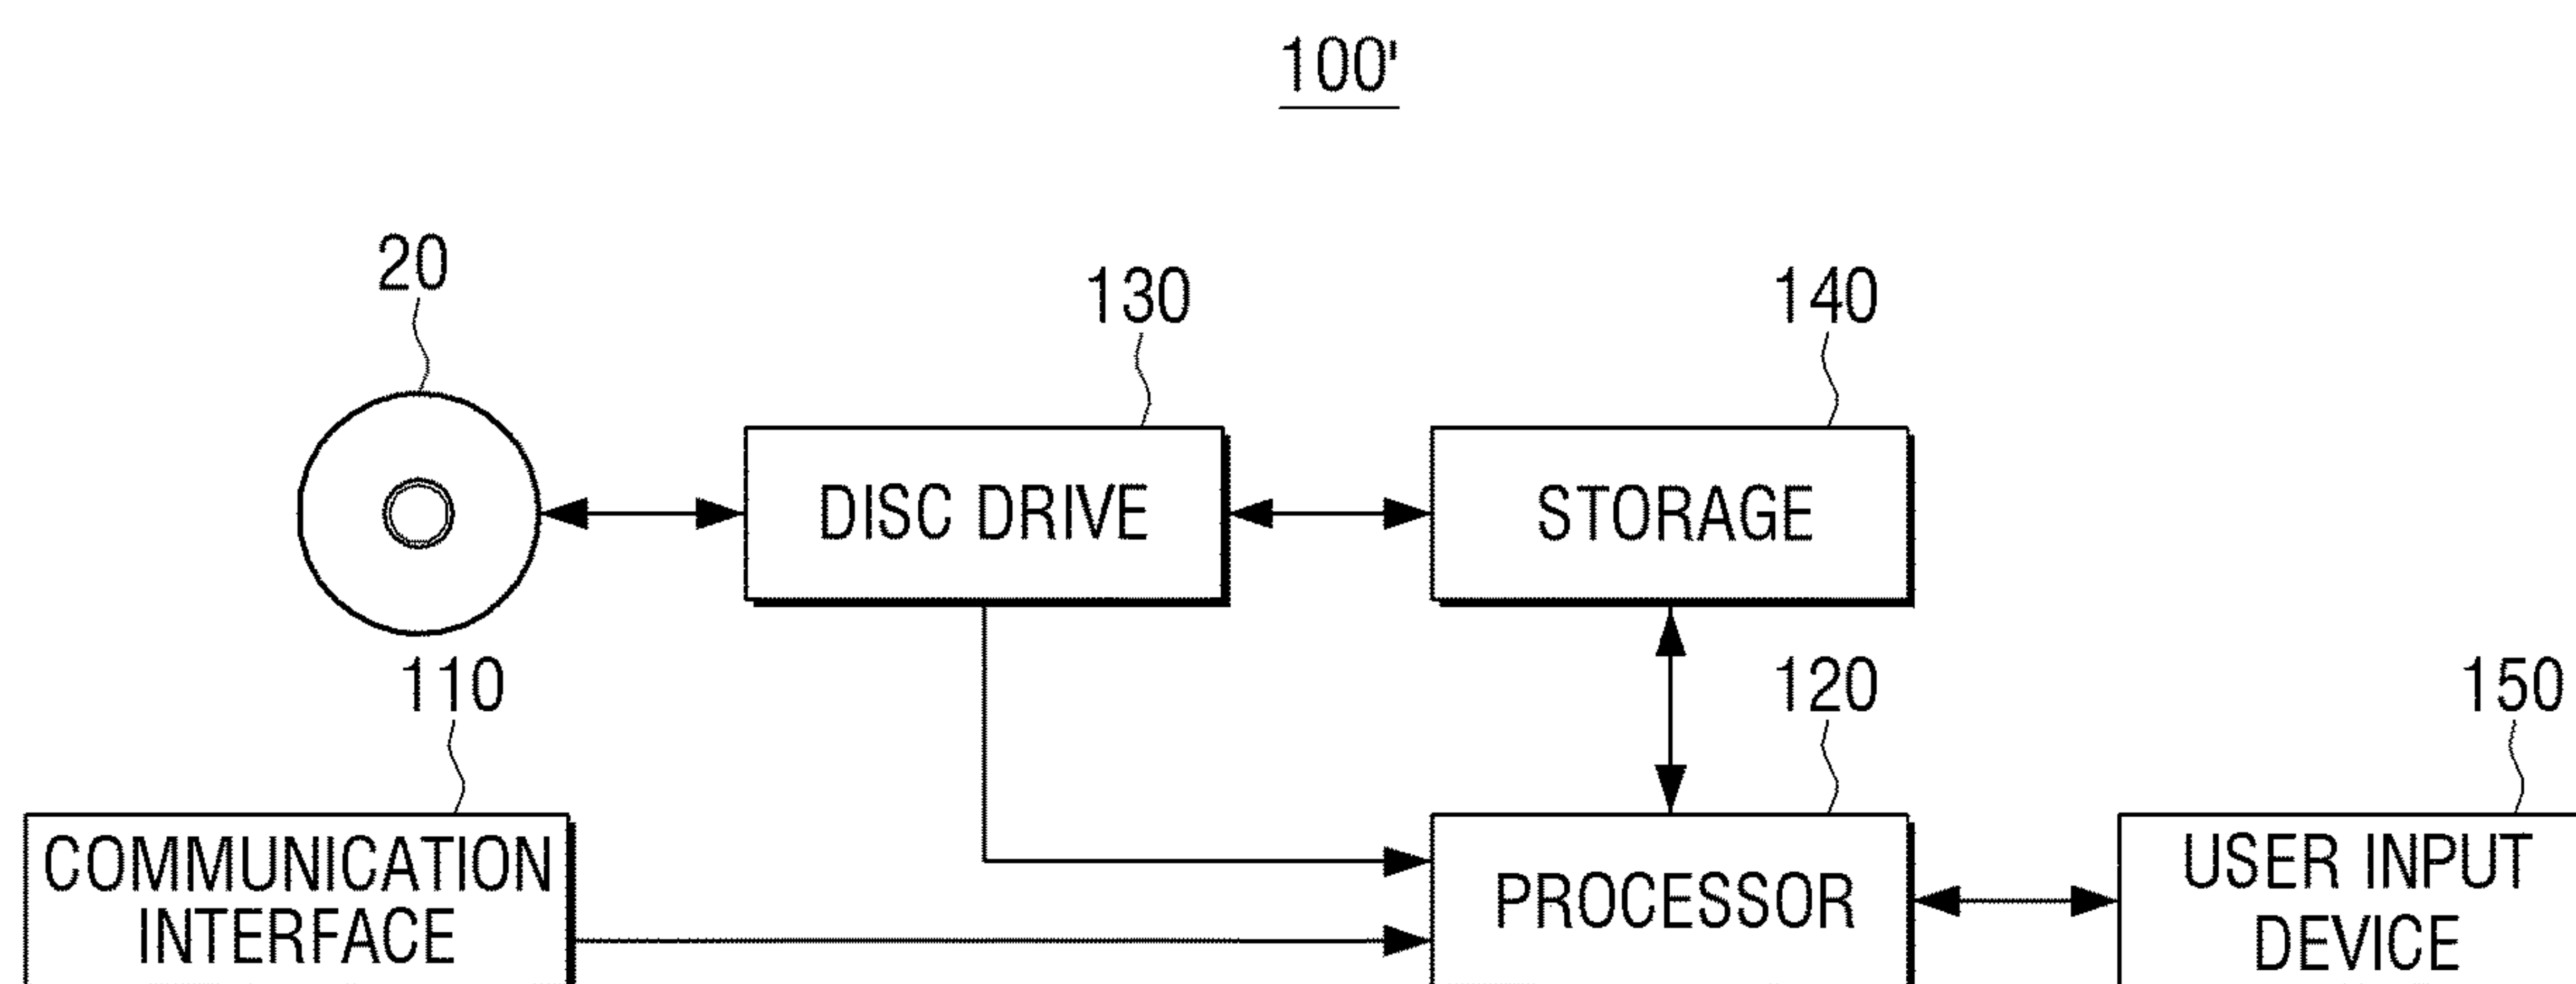 100'
20
130
140
DISC DRIVE
STORAGE
110
120
150
COMMUNICATION
INTERFACE
PROCESSOR
USER INPUT
DEVICE